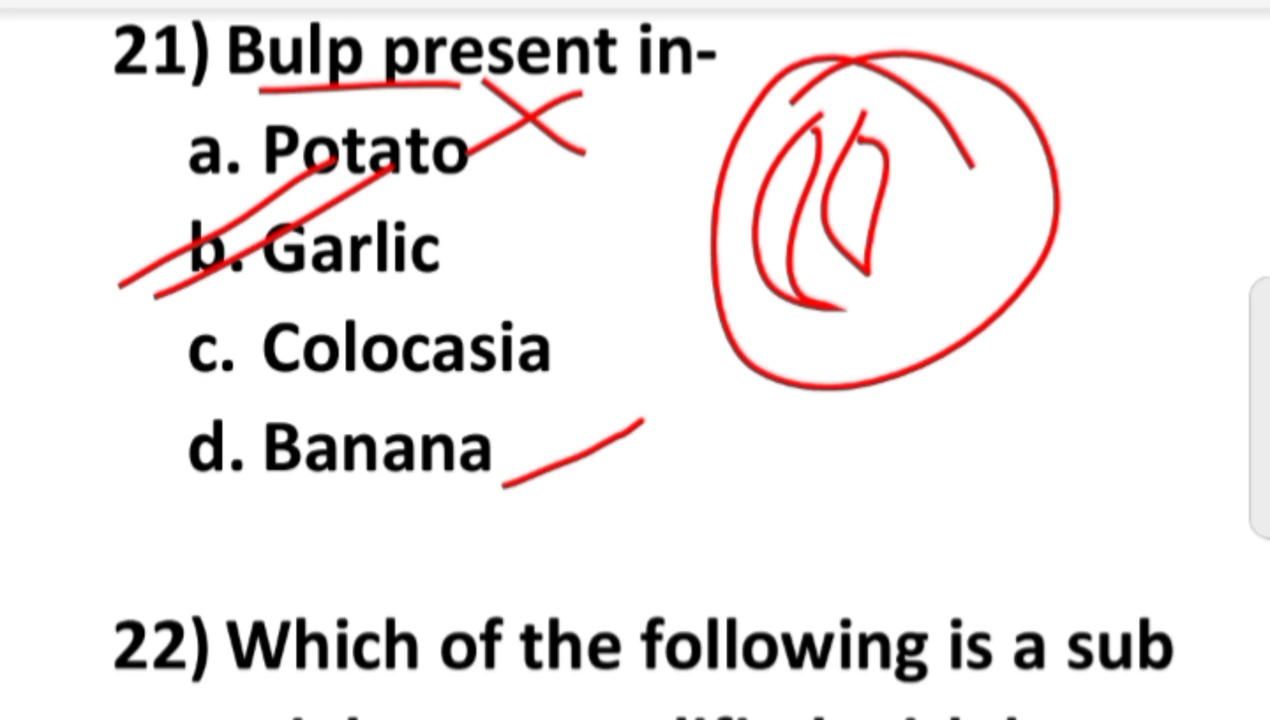 21) Bulp present in-
a. Potato
b. Garlic
c. Colocasia
d. Banana
22) Which of the following is a sub